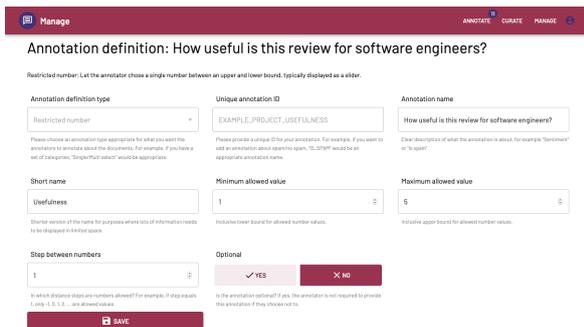 Manage
ANNOTATE
CURATE
MANAGE
Annotation definition: How useful is this review for software engineers?
Restricted number: Let the annotator chose a single number between an upper and lower bound, typically displayed as a slider.
Annotation definition type
Unique annotation ID
Annotation name
Restricted number
EXAMPLE_PROJECT_USEFULNESS
How useful is this review for software engineers?
Please choose an annotation type appropriate for what you want the
annotators to annotate about the documents. For example, if you have a
set of categories, "Single/Multi select" would be appropriate.
Please provide a unique ID for your annotation. For example, if you want to
add an annotation about spam/no spam, "IS_SPAM" would be an
appropriate annotation name.
Clear description of what the annotation is about, for example "Sentiment"
or "Is spam".
Short name
Minimum allowed value
Maximum allowed value
Usefulness
1
5
Shorter version of the name for purposes where lots of information needs
to be displayed in limited space.
Inclusive lower bound for allowed number values.
Inclusive upper bound for allowed number values.
Step between numbers
Optional
1
YES
NO
In which distance steps are numbers allowed? For example, if step equals
1, only -1, 0, 1, 2, ... are allowed values.
Is the annotation optional? If yes, the annotator is not required to provide
this annotation if they choose not to.
SAVE